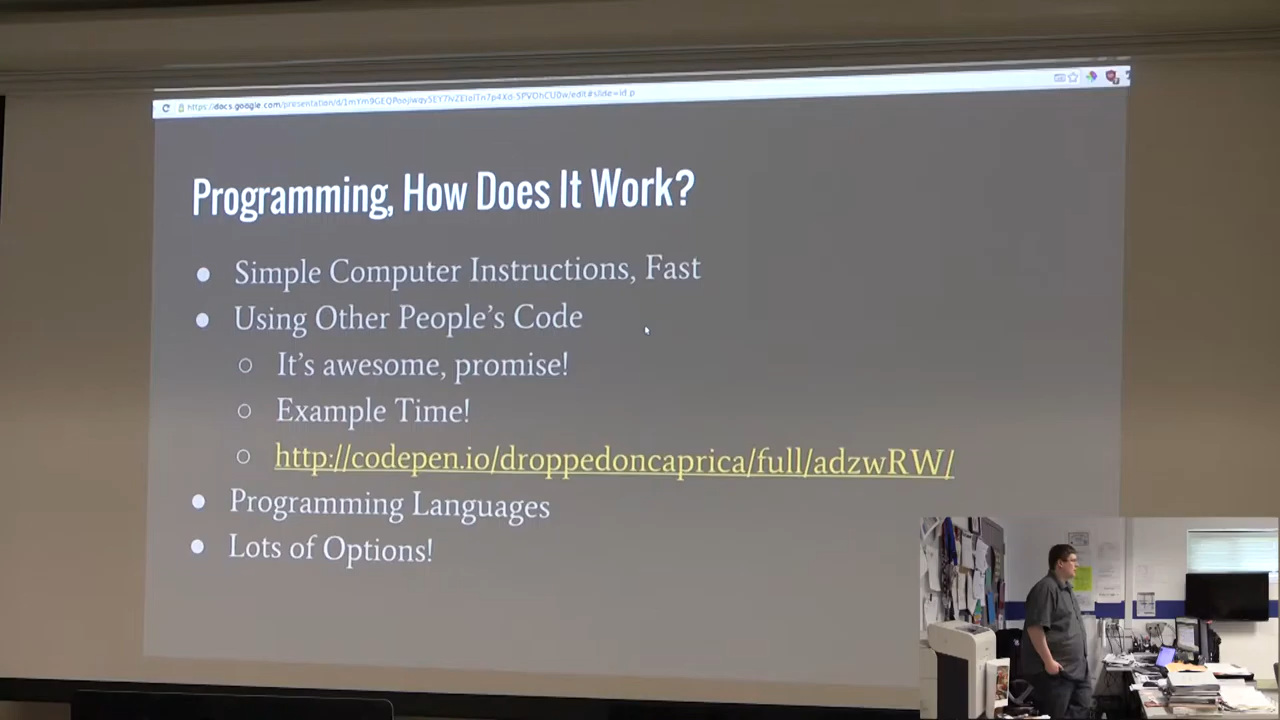 Programming, How Does It Work?
Simple Computer Instructions, Fast
Using Other People's Code
It's awesome, promise!
Example Time!
http://codepen.io/droppedoncaprica/full/adzwRW/
Programming Languages
Lots of Options!